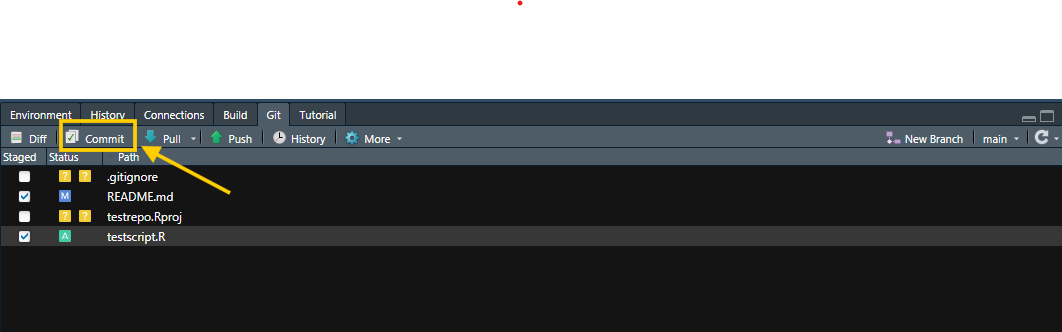 Environment History Connections Build Git Tutorial
Diff Commit Pull Push History More New Branch main
Staged Status Path
? ? .gitignore
M README.md
? ? testrepo.Rproj
A testscript.R